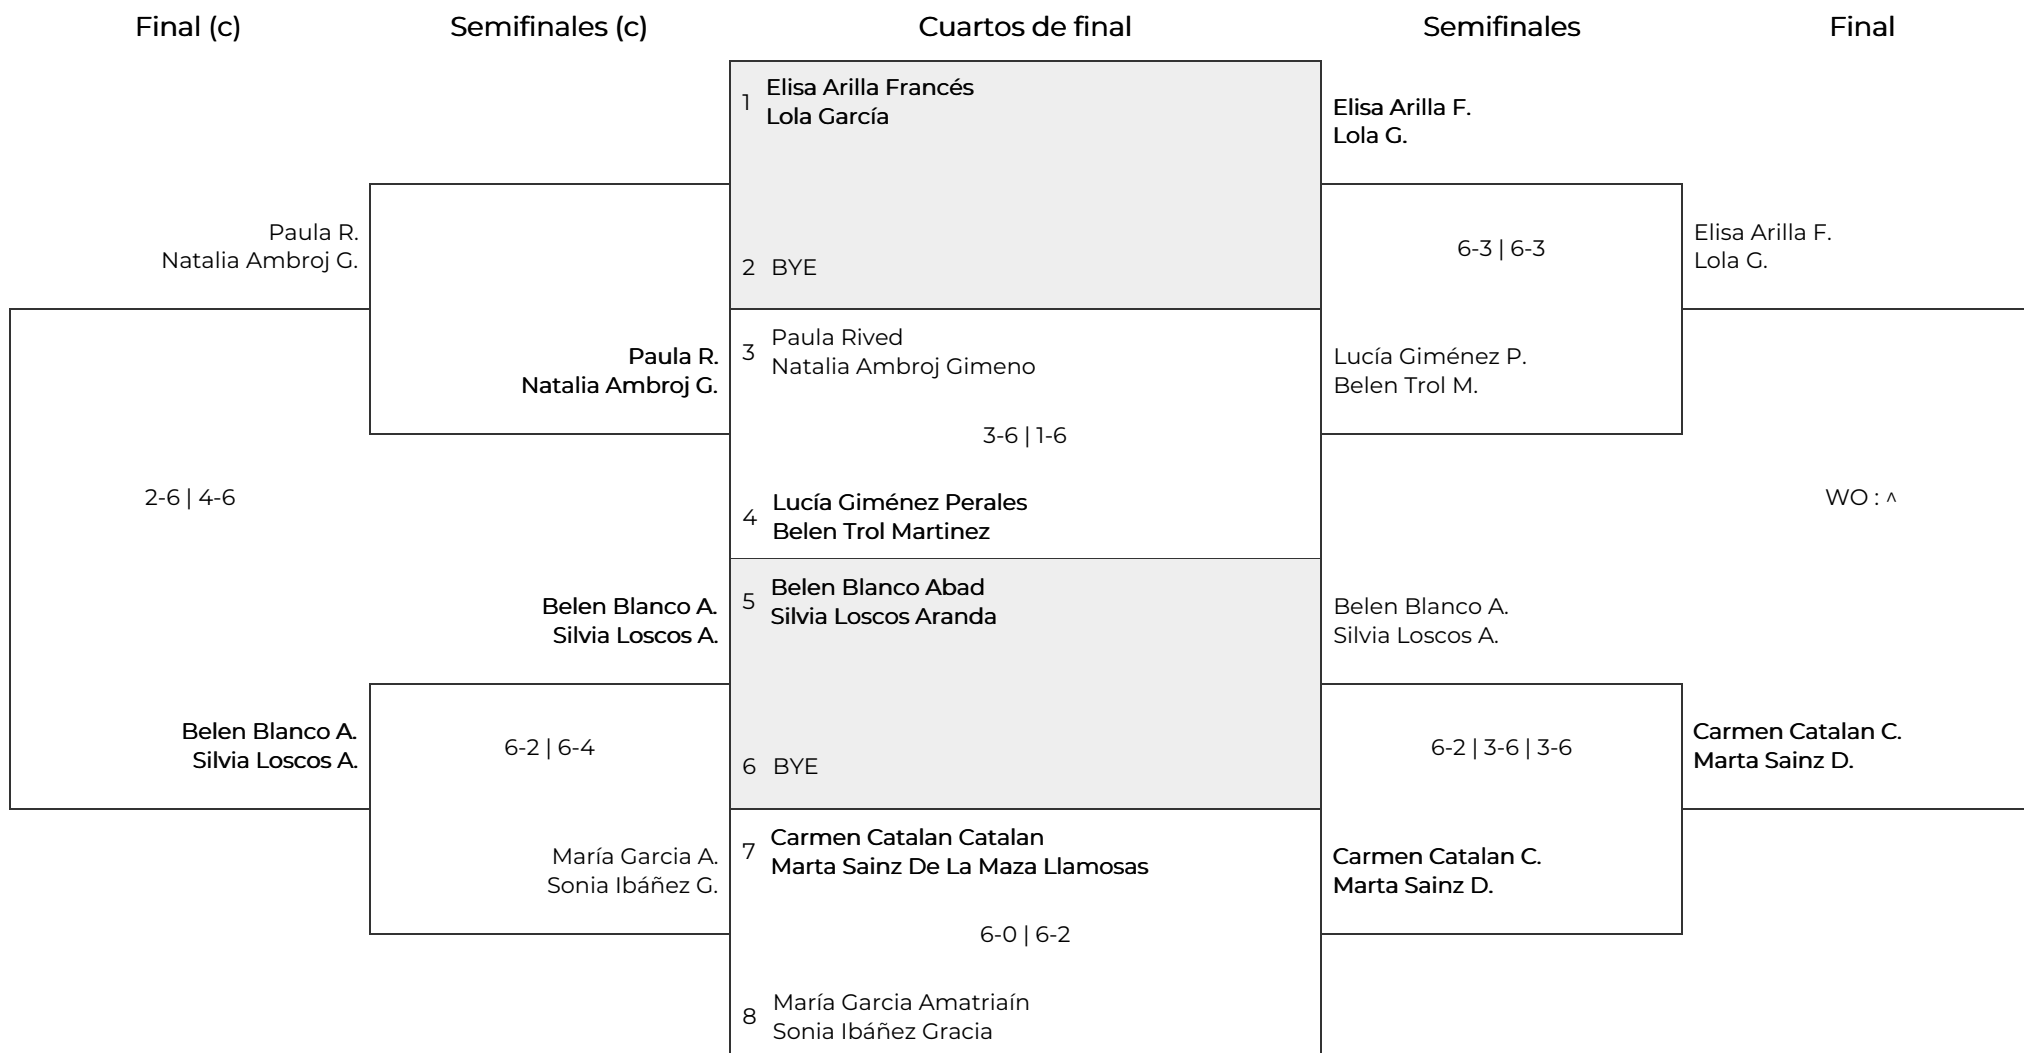 Final (c)
Semifinales (c)
Cuartos de final
Semifinales
Final
Paula R.
Natalia Ambroj G.
2-6 | 4-6
Belen Blanco A.
Silvia Loscos A.
Paula R.
Natalia Ambroj G.
Belen Blanco A.
Silvia Loscos A.
6-2 | 6-4
María Garcia A.
Sonia Ibáñez G.
1
Elisa Arilla Francés
Lola García
2 BYE
3
Paula Rived
Natalia Ambroj Gimeno
3-6 | 1-6
4
Lucía Giménez Perales
Belen Trol Martinez
5
Belen Blanco Abad
Silvia Loscos Aranda
6 BYE
7
Carmen Catalan Catalan
Marta Sainz De La Maza Llamosas
6-0 | 6-2
8
María Garcia Amatriaín
Sonia Ibáñez Gracia
Elisa Arilla F.
Lola G.
6-3 | 6-3
Lucía Giménez P.
Belen Trol M.
Belen Blanco A.
Silvia Loscos A.
6-2 | 3-6 | 3-6
Carmen Catalan C.
Marta Sainz D.
Elisa Arilla F.
Lola G.
WO : ^
Carmen Catalan C.
Marta Sainz D.